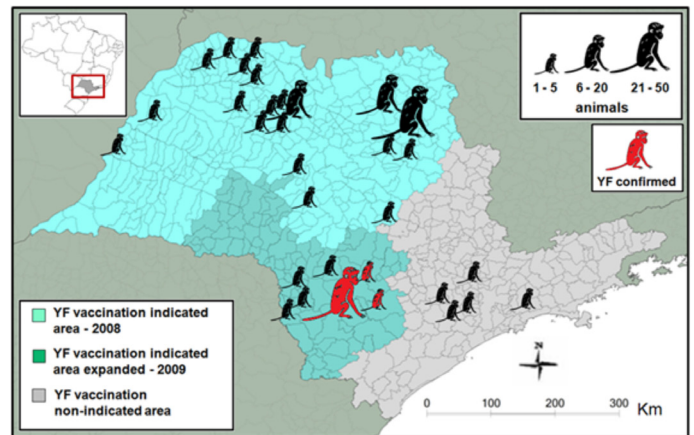 1 - 5 6 - 20 21 - 50
animals
YF confirmed
YF vaccination indicated
area - 2008
YF vaccination indicated
area expanded - 2009
YF vaccination
non-indicated area
0 100 200 300 Km